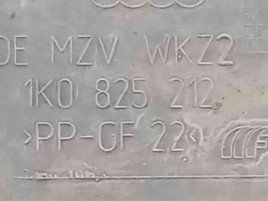 DE MZV WKZ2
1K0 825 212
>PP-GF 22<